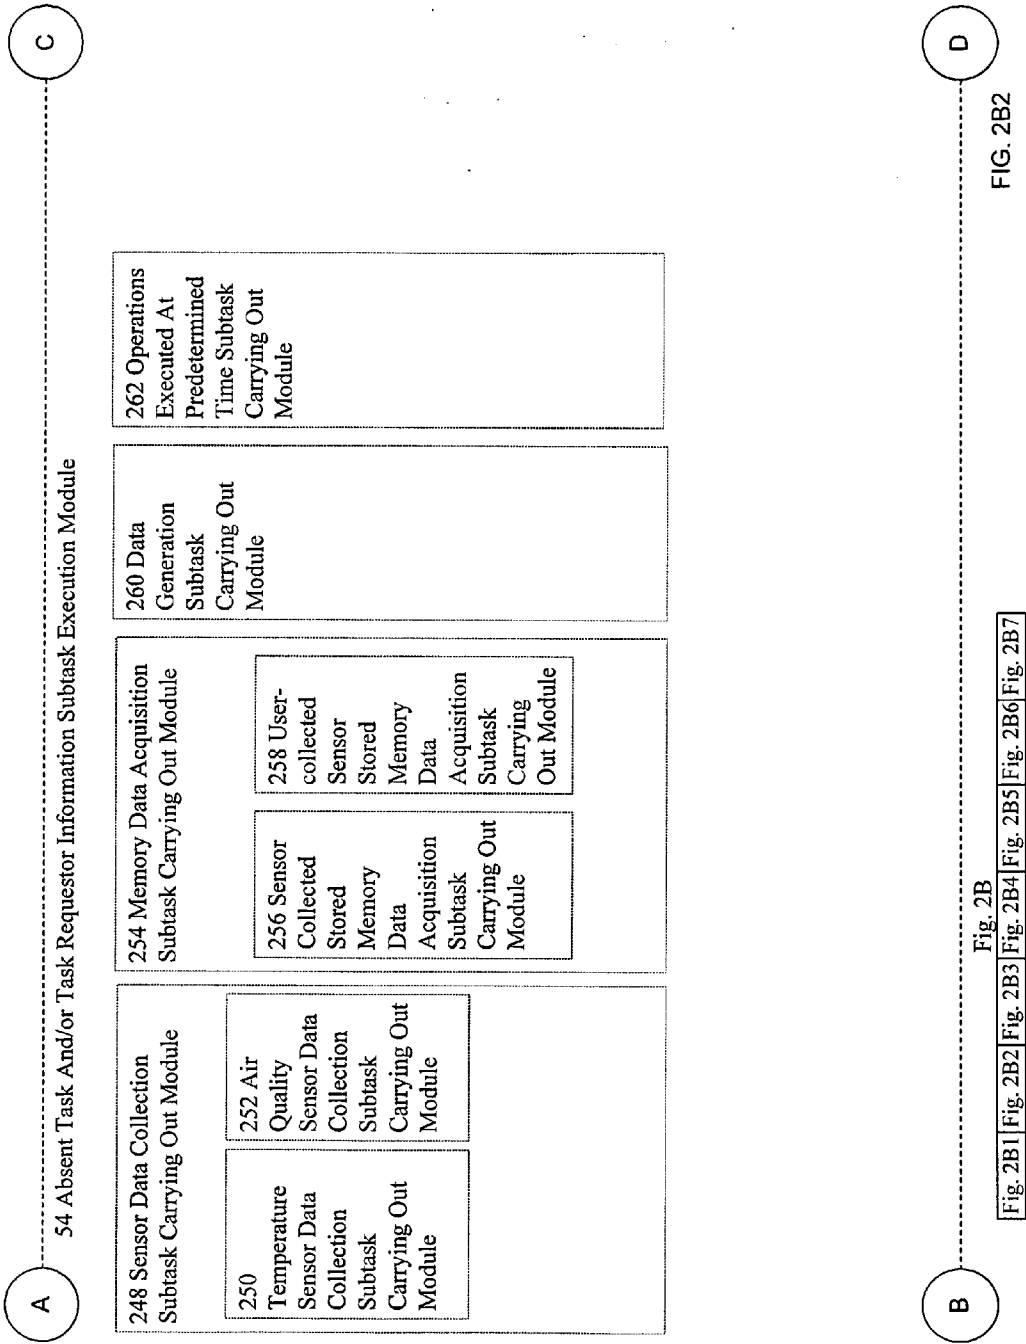 A
C
54 Absent Task And/or Task Requestor Information Subtask Execution Module
248 Sensor Data Collection
Subtask Carrying Out Module
250
Temperature
Sensor Data
Collection
Subtask
Carrying Out
Module
252 Air
Quality
Sensor Data
Collection
Subtask
Carrying Out
Module
254 Memory Data Acquisition
Subtask Carrying Out Module
256 Sensor
Collected
Stored
Memory
Data
Acquisition
Subtask
Carrying Out
Module
258 User-
collected
Sensor
Stored
Memory
Data
Acquisition
Subtask
Carrying
Out Module
260 Data
Generation
Subtask
Carrying Out
Module
262 Operations
Executed At
Predetermined
Time Subtask
Carrying Out
Module
B
D
Fig. 2B
Fig. 2B1 Fig. 2B2 Fig. 2B3 Fig. 2B4 Fig. 2B5 Fig. 2B6 Fig. 2B7
FIG. 2B2